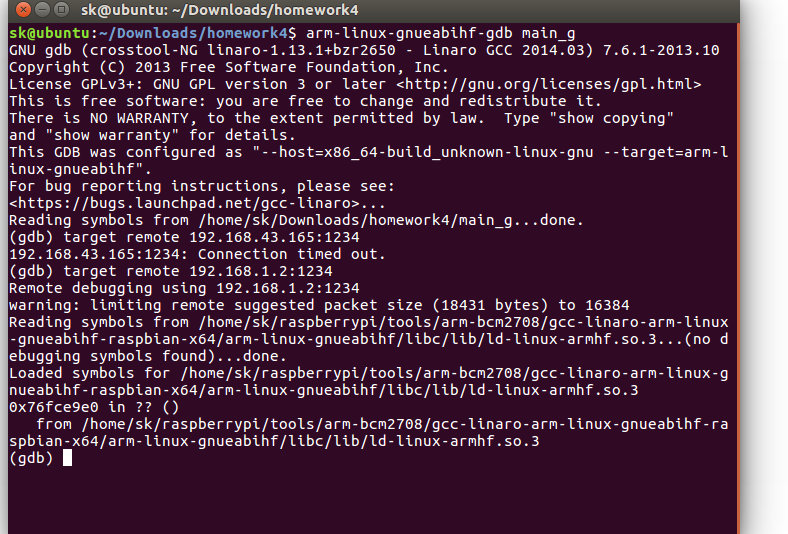 sk@ubuntu: ~/Downloads/homework4
sk@ubuntu:~/Downloads/homework4$ arm-linux-gnueabihf-gdb main_g
GNU gdb (crosstool-NG linaro-1.13.1+bzr2650 - Linaro GCC 2014.03) 7.6.1-2013.10
Copyright (C) 2013 Free Software Foundation, Inc.
License GPLv3+: GNU GPL version 3 or later <http://gnu.org/licenses/gpl.html>
This is free software: you are free to change and redistribute it.
There is NO WARRANTY, to the extent permitted by law.  Type "show copying"
and "show warranty" for details.
This GDB was configured as "--host=x86_64-build_unknown-linux-gnu --target=arm-l
inux-gnueabihf".
For bug reporting instructions, please see:
<https://bugs.launchpad.net/gcc-linaro>...
Reading symbols from /home/sk/Downloads/homework4/main_g...done.
(gdb) target remote 192.168.43.165:1234
192.168.43.165:1234: Connection timed out.
(gdb) target remote 192.168.1.2:1234
Remote debugging using 192.168.1.2:1234
warning: limiting remote suggested packet size (18431 bytes) to 16384
Reading symbols from /home/sk/raspberrypi/tools/arm-bcm2708/gcc-linaro-arm-linux
-gnueabihf-raspbian-x64/arm-linux-gnueabihf/libc/lib/ld-linux-armhf.so.3...(no d
ebugging symbols found)...done.
Loaded symbols for /home/sk/raspberrypi/tools/arm-bcm2708/gcc-linaro-arm-linux-g
nueabihf-raspbian-x64/arm-linux-gnueabihf/libc/lib/ld-linux-armhf.so.3
0x76fce9e0 in ?? ()
   from /home/sk/raspberrypi/tools/arm-bcm2708/gcc-linaro-arm-linux-gnueabihf-ra
spbian-x64/arm-linux-gnueabihf/libc/lib/ld-linux-armhf.so.3
(gdb)